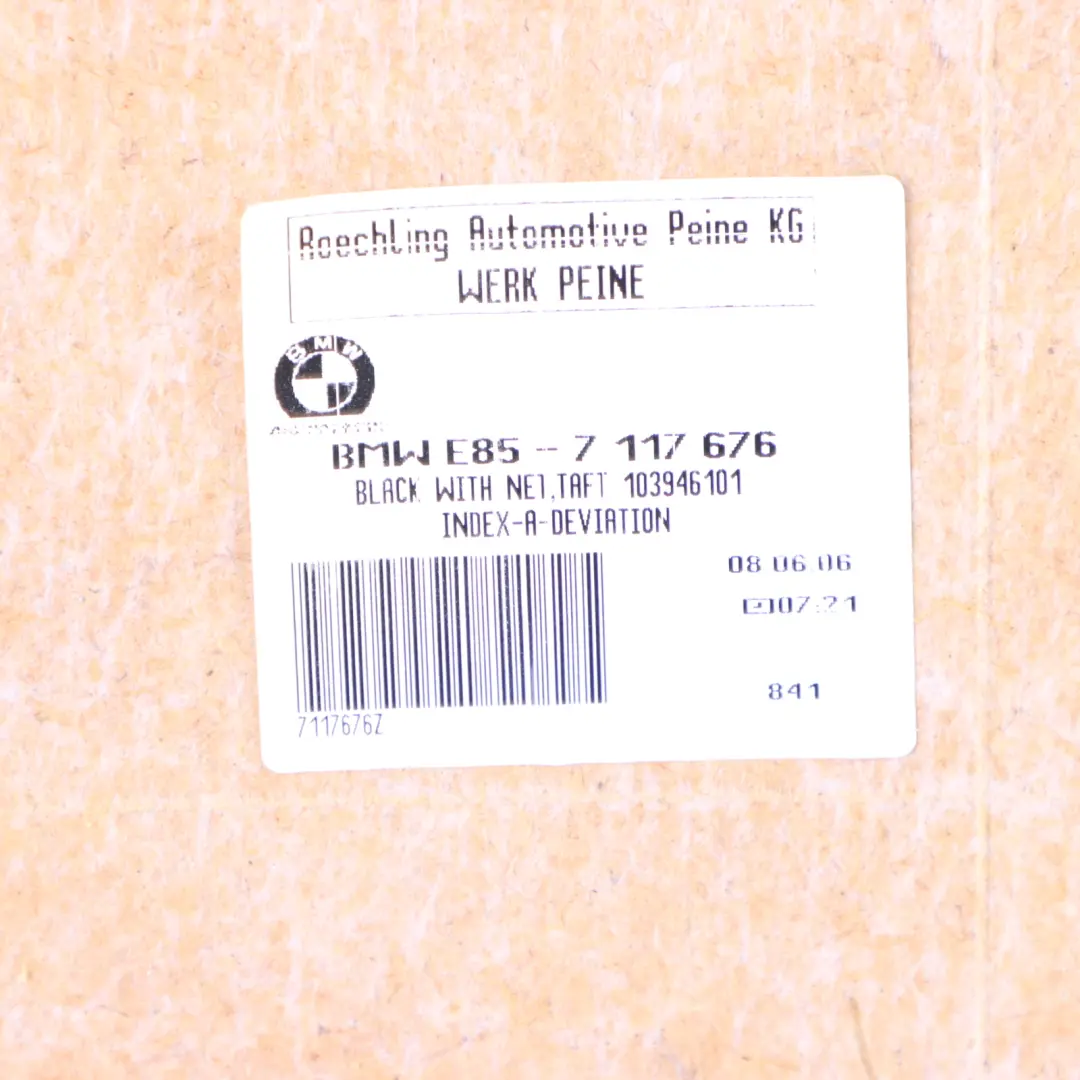 Roechling Automotive Peine KG
WERK PEINE
BMW
BMW E85 - 7 117 676
BLACK WITH NET,TAFT 103946101
INDEX-A-DEVIATION
08 06 06
07:21
841
7117676Z